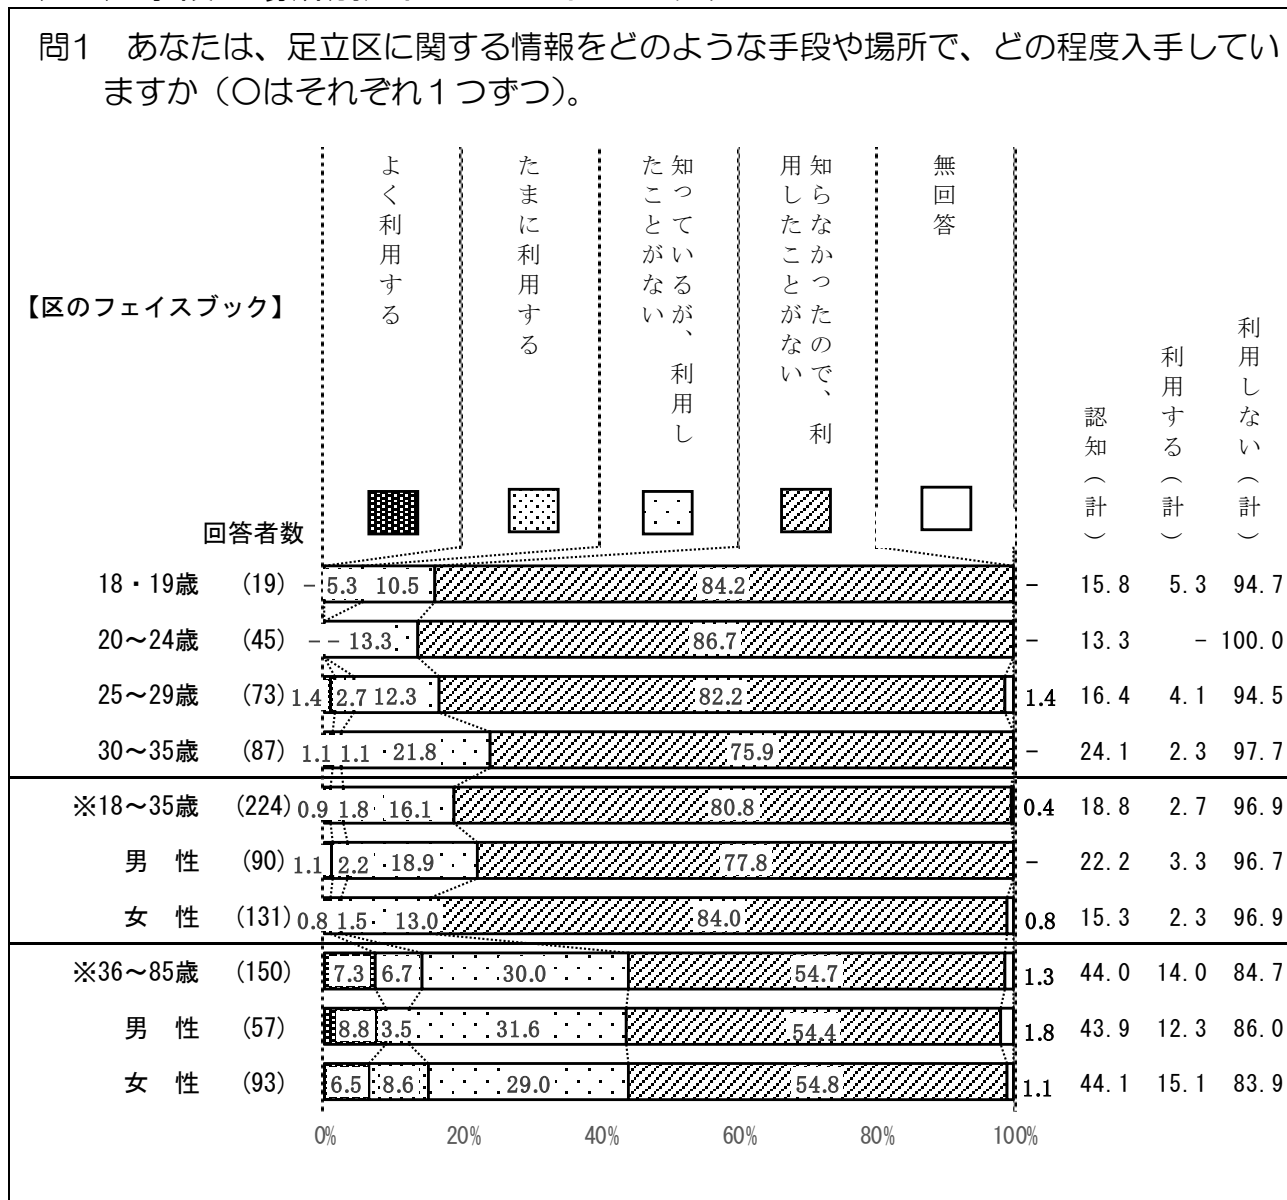 問1　あなたは、足立区に関する情報をどのような手段や場所で、どの程度入手してい
ますか（〇はそれぞれ１つずつ）。
【区のフェイスブック】
よく利用する
たまに利用する
知っているが、利用し
たことがない
知らなかったので、利
用したことがない
無回答
認知（計）
利用する（計）
利用しない（計）
回答者数
18・19歳 (19) – 5.3 10.5 84.2 – 15.8 5.3 94.7
20～24歳 (45) – – 13.3 86.7 – 13.3 – 100.0
25～29歳 (73) 1.4 2.7 12.3 82.2 1.4 16.4 4.1 94.5
30～35歳 (87) 1.1 1.1 21.8 75.9 – 24.1 2.3 97.7
※18～35歳 (224) 0.9 1.8 16.1 80.8 0.4 18.8 2.7 96.9
男　性 (90) 1.1 2.2 18.9 77.8 – 22.2 3.3 96.7
女　性 (131) 0.8 1.5 13.0 84.0 0.8 15.3 2.3 96.9
※36～85歳 (150) 7.3 6.7 30.0 54.7 1.3 44.0 14.0 84.7
男　性 (57) 8.8 3.5 31.6 54.4 1.8 43.9 12.3 86.0
女　性 (93) 6.5 8.6 29.0 54.8 1.1 44.1 15.1 83.9
0% 20% 40% 60% 80% 100%